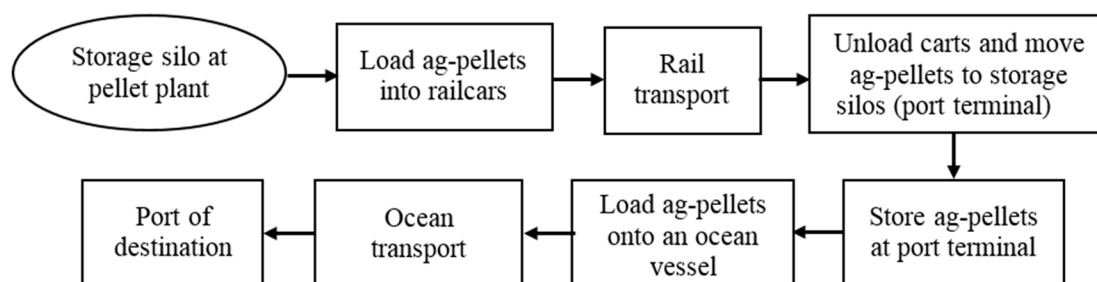 Storage silo at
pellet plant
Load ag-pellets
into railcars
Rail
transport
Unload carts and move
ag-pellets to storage
silos (port terminal)
Store ag-pellets
at port terminal
Load ag-pellets
onto an ocean
vessel
Ocean
transport
Port of
destination